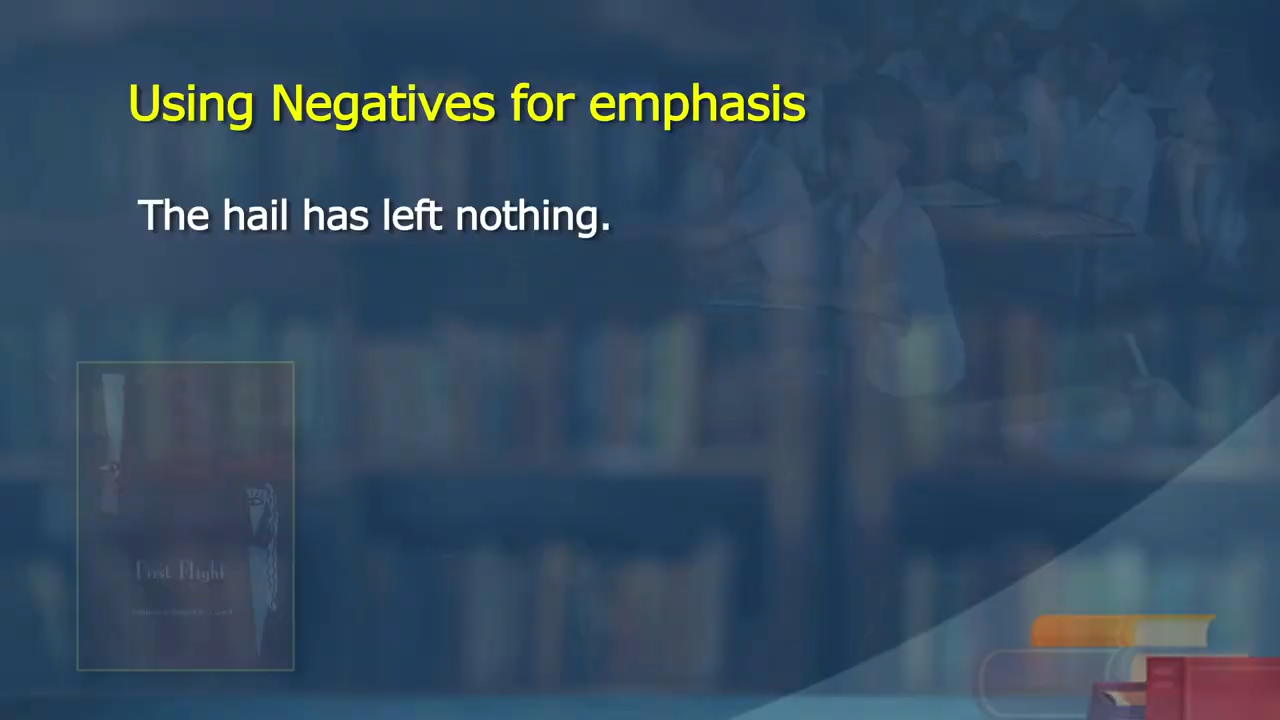 Using Negatives for emphasis
The hail has left nothing.
First Flight